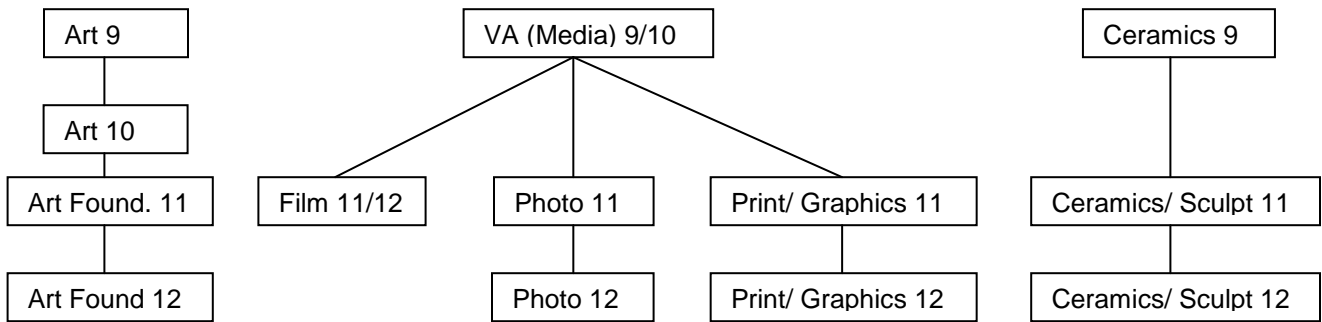 Art 9
VA (Media) 9/10
Ceramics 9
Art 10
Art Found. 11
Film 11/12
Photo 11
Print/ Graphics 11
Ceramics/ Sculpt 11
Art Found 12
Photo 12
Print/ Graphics 12
Ceramics/ Sculpt 12